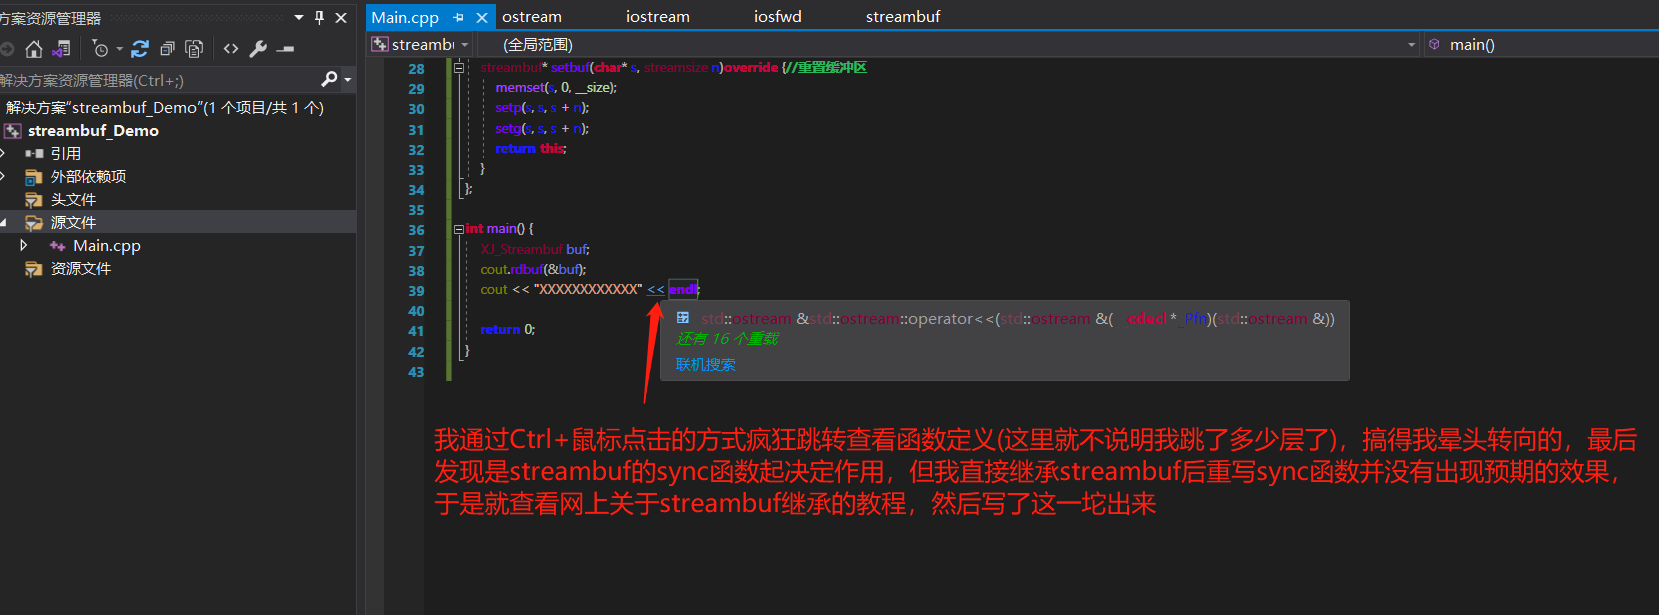 方案资源管理器
解决方案资源管理器(Ctrl+;)
解决方案"streambuf_Demo"(1 个项目/共 1 个)
streambuf_Demo
引用
外部依赖项
头文件
源文件
Main.cpp
资源文件
Main.cpp ostream iostream iosfwd streambuf
streamb (全局范围) main()
28 streambuf* setbuf(char* s, streamsize n)override {//重置缓冲区
29 memset(s, 0, __size);
30 setp(s, s, s + n);
31 setg(s, s, s + n);
32 return this;
33 }
34 };
35
36 int main() {
37 XJ_Streambuf buf;
38 cout.rdbuf(&buf);
39 cout << "XXXXXXXXXXXX" << endl;
40
41 return 0;
42 }
43
std::ostream &std::ostream::operator<<(std::ostream &(__cdecl *_Pfn)(std::ostream &))
还有 16 个重载
联机搜索
我通过Ctrl+鼠标点击的方式疯狂跳转查看函数定义(这里就不说明我跳了多少层了)，搞得我晕头转向的，最后
发现是streambuf的sync函数起决定作用，但我直接继承streambuf后重写sync函数并没有出现预期的效果，
于是就查看网上关于streambuf继承的教程，然后写了这一坨出来